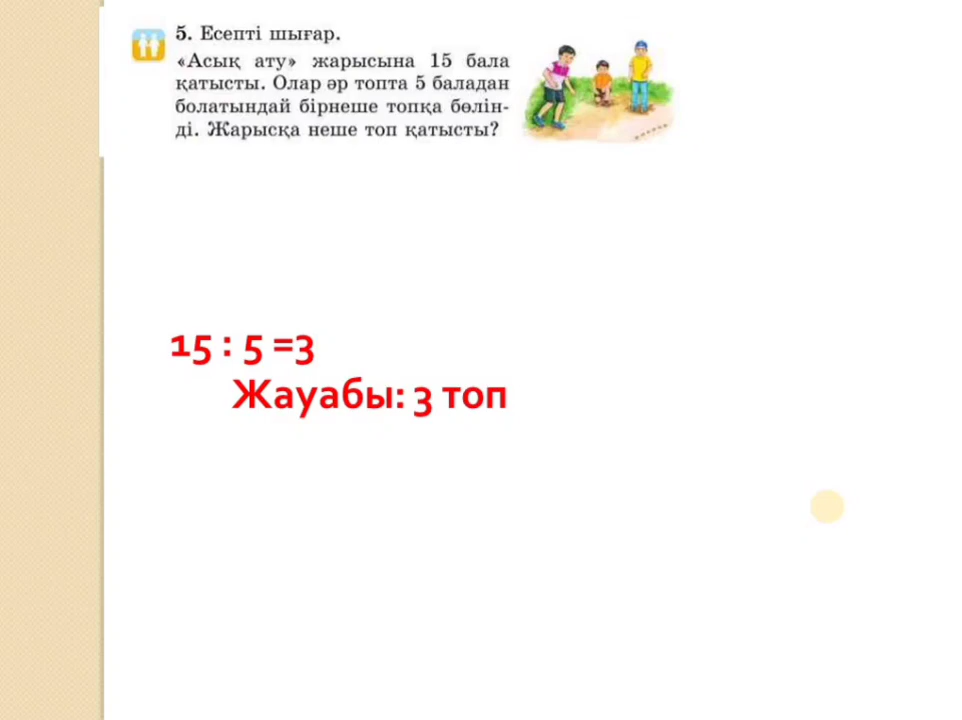 5. Есепті шығар.
«Асық ату» жарысына 15 бала
қатысты. Олар әр топта 5 баладан
болатындай бірнеше топқа бөлін-
ді. Жарысқа неше топ қатысты?
15 : 5 =3
Жауабы: 3 топ